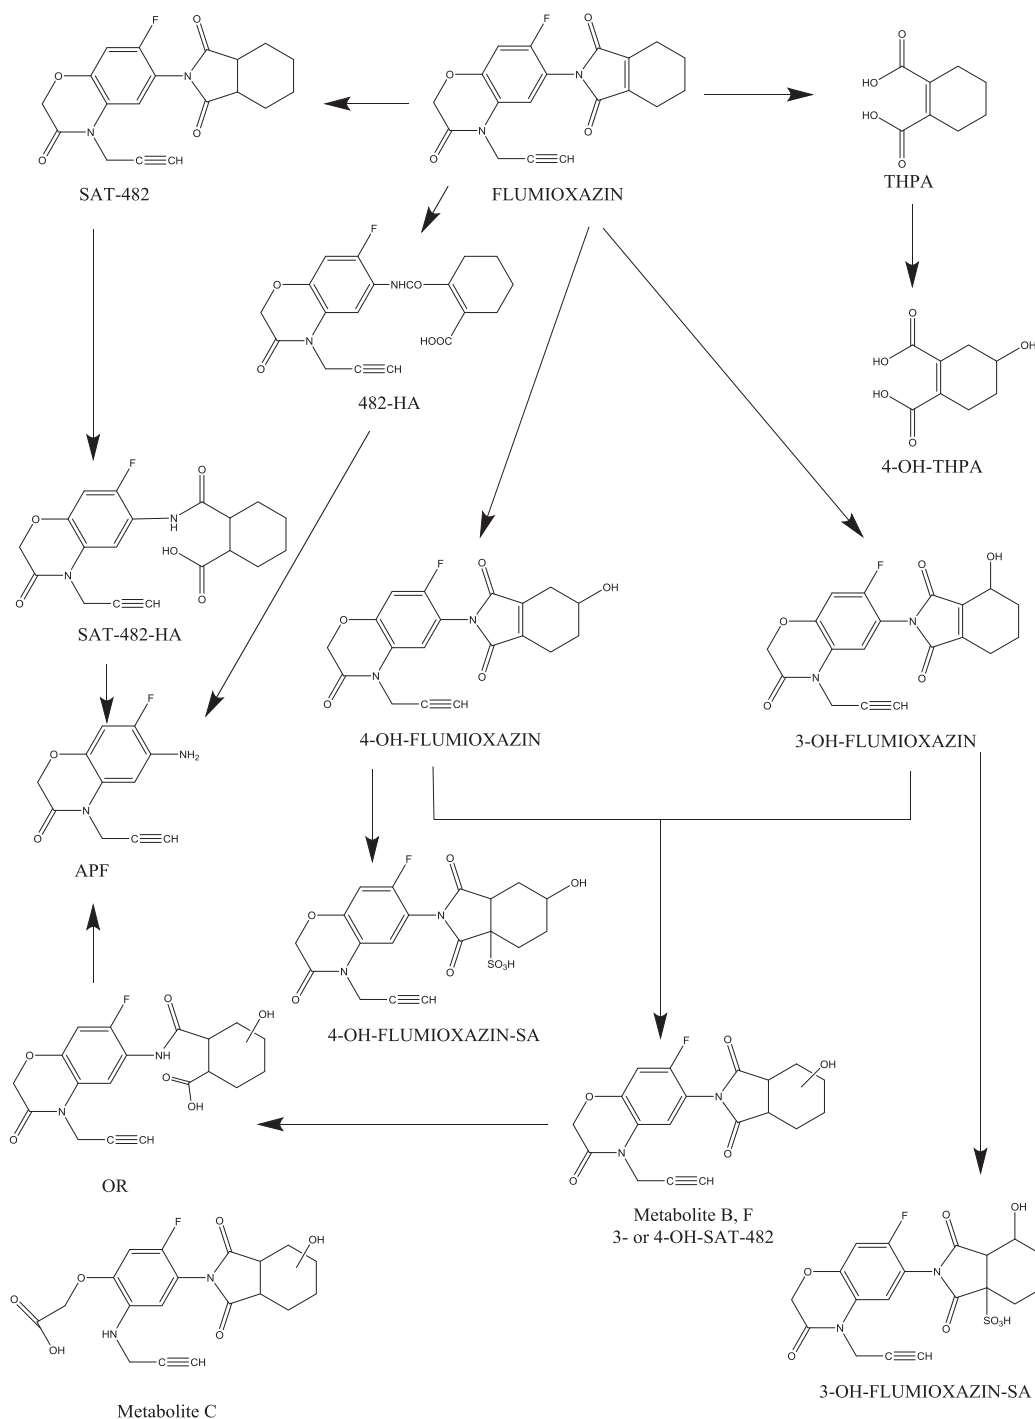 F
O
N
O
O
O
N
O
CH
SAT-482
F
O
N
O
O
O
N
O
CH
FLUMIOXAZIN
O
HO
HO
O
THPA
F
O
NHCO
HOOC
O
N
CH
482-HA
O
HO
OH
HO
O
4-OH-THPA
F
O
O
N
H
HO
O
O
N
CH
SAT-482-HA
F
O
O
N
O
OH
O
N
CH
4-OH-FLUMIOXAZIN
F
O
O
N
O
OH
O
N
CH
3-OH-FLUMIOXAZIN
F
O
NH2
O
N
CH
APF
F
O
O
N
O
OH
SO3H
O
N
CH
4-OH-FLUMIOXAZIN-SA
F
O
O
NH
OH
O
OH
O
N
CH
OR
F
O
O
N
O
OH
O
N
CH
Metabolite B, F
3- or 4-OH-SAT-482
F
O
O
N
O
OH
O
OH
HN
CH
Metabolite C
F
O
O
N
O
OH
SO3H
O
N
CH
3-OH-FLUMIOXAZIN-SA